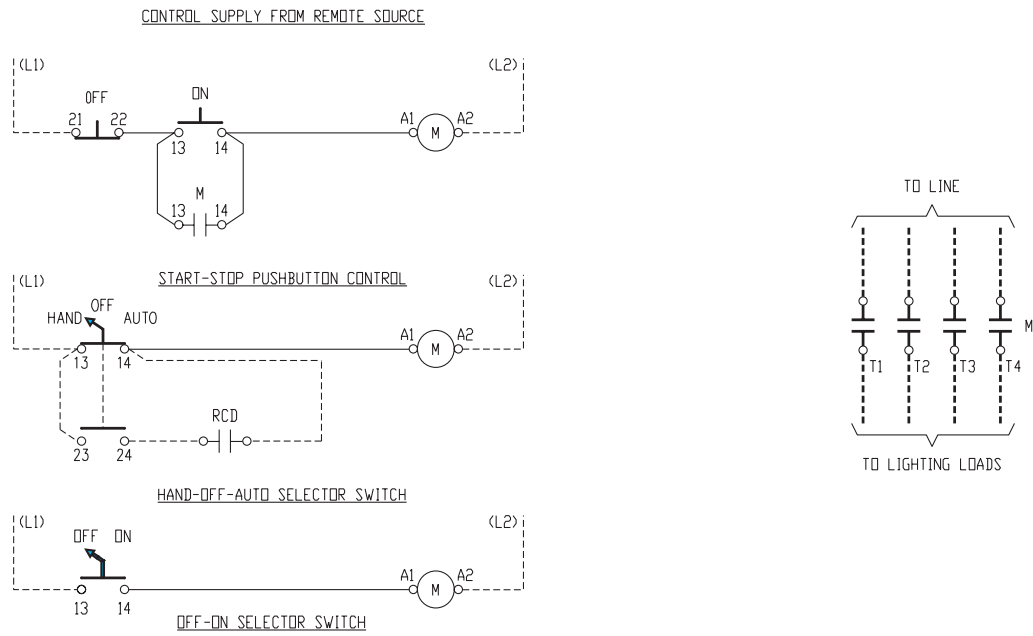 CONTROL SUPPLY FROM REMOTE SOURCE
(L1) (L2)
OFF ON
21 22 A1 M A2
13 14
M
13 14
START-STOP PUSHBUTTON CONTROL
(L1) (L2)
OFF
HAND AUTO
13 14 A1 M A2
RCD
23 24
HAND-OFF-AUTO SELECTOR SWITCH
(L1) (L2)
OFF ON
13 14 A1 M A2
OFF-ON SELECTOR SWITCH
TO LINE
M
T1 T2 T3 T4
TO LIGHTING LOADS